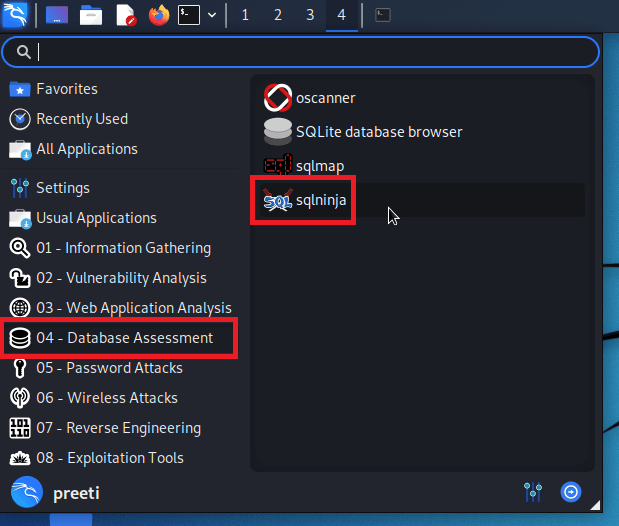 1 2 3 4
Favorites
Recently Used
All Applications
Settings
Usual Applications
01 - Information Gathering
02 - Vulnerability Analysis
03 - Web Application Analysis
04 - Database Assessment
05 - Password Attacks
06 - Wireless Attacks
07 - Reverse Engineering
08 - Exploitation Tools
oscanner
SQLite database browser
sql
sqlmap
SQL
sqlninja
preeti